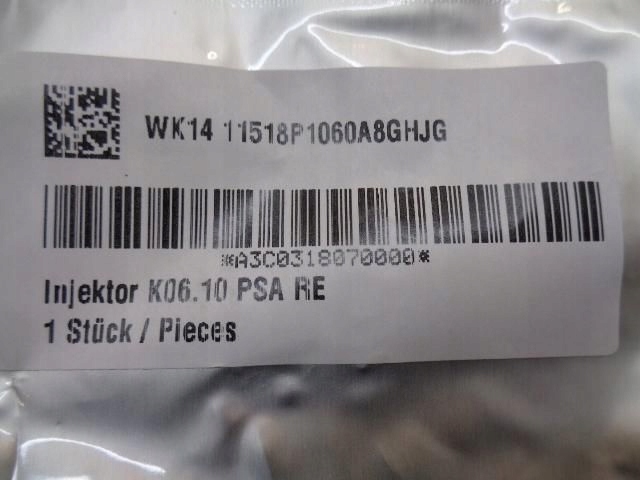 WK14 11518P1060A8GHJG
*A3C0318070000*
Injektor K06.10 PSA RE
1 Stück / Pieces